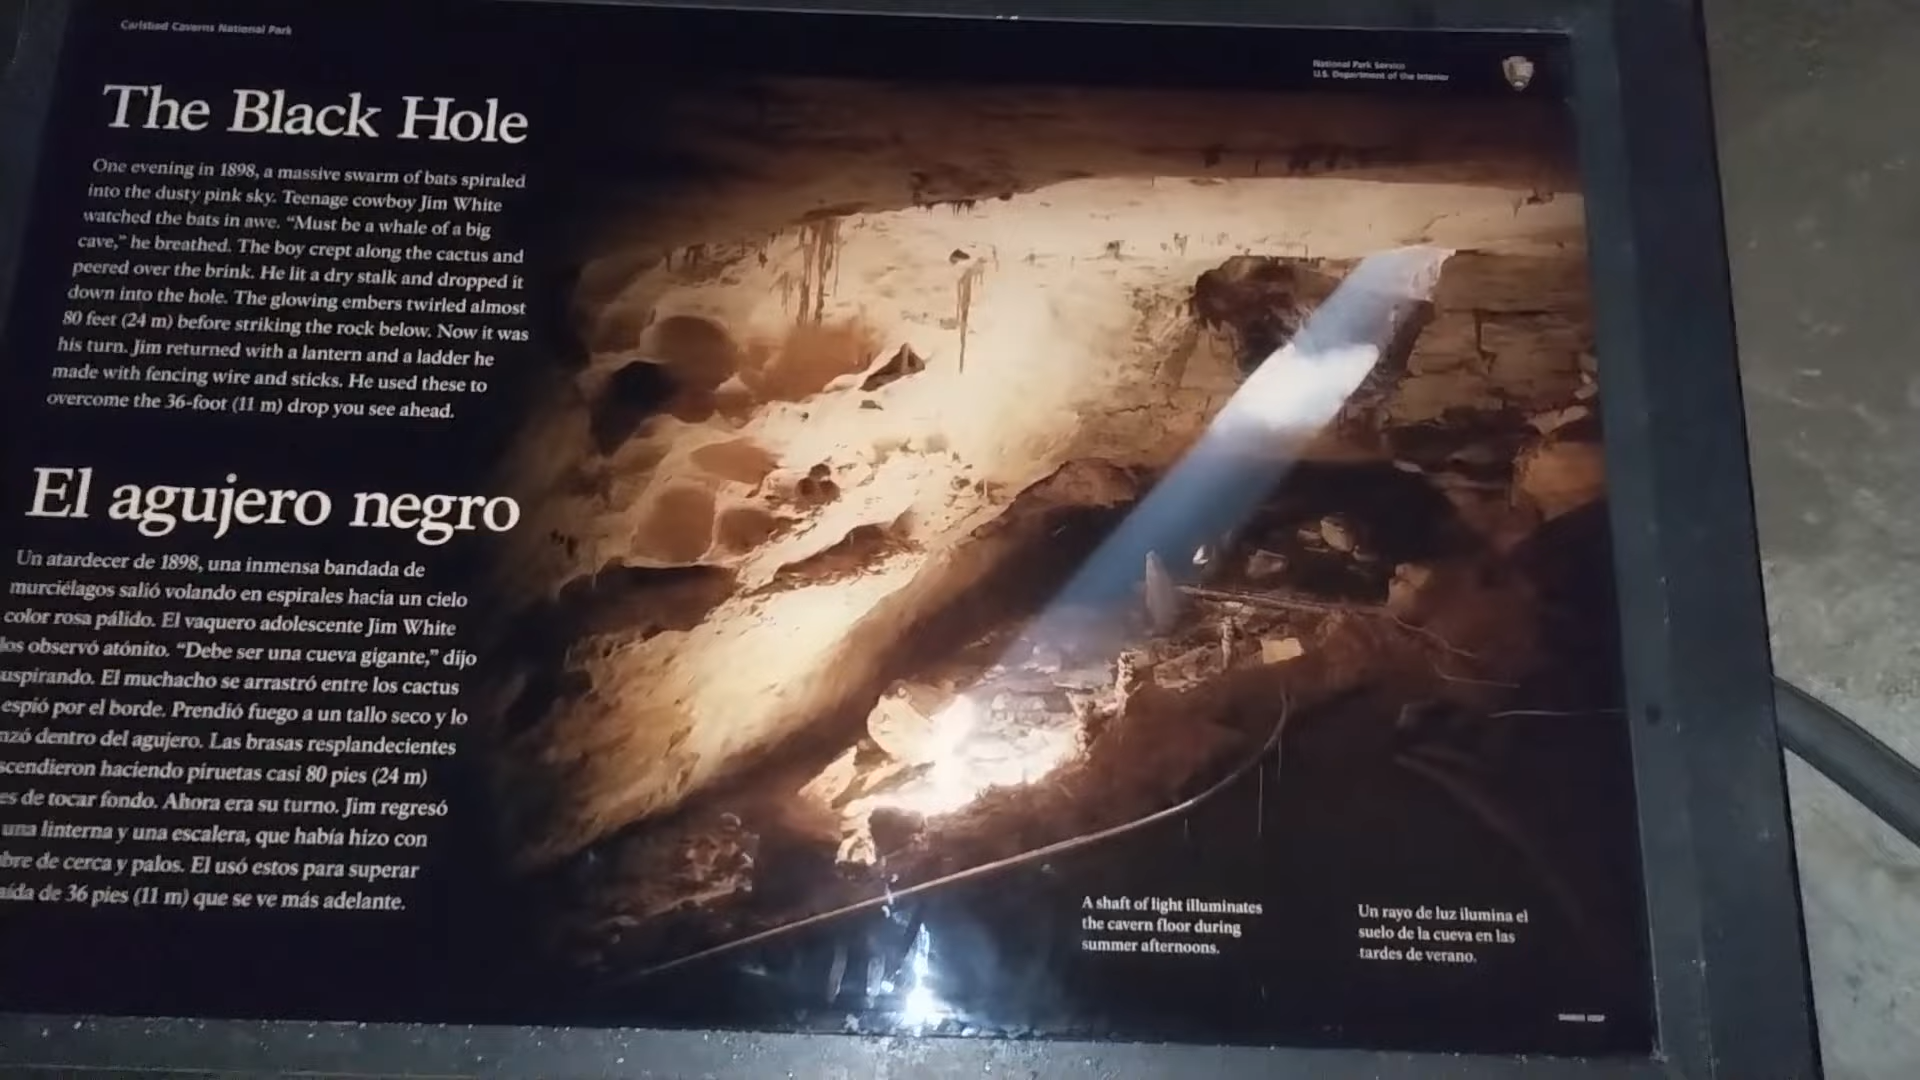 Carlsbad Caverns National Park
National Park Service
U.S. Department of the Interior
The Black Hole
One evening in 1898, a massive swarm of bats spiraled
into the dusty pink sky. Teenage cowboy Jim White
watched the bats in awe. “Must be a whale of a big
cave,” he breathed. The boy crept along the cactus and
peered over the brink. He lit a dry stalk and dropped it
down into the hole. The glowing embers twirled almost
80 feet (24 m) before striking the rock below. Now it was
his turn. Jim returned with a lantern and a ladder he
made with fencing wire and sticks. He used these to
overcome the 36-foot (11 m) drop you see ahead.
El agujero negro
Un atardecer de 1898, una inmensa bandada de
murciélagos salió volando en espirales hacia un cielo
color rosa pálido. El vaquero adolescente Jim White
los observó atónito. “Debe ser una cueva gigante,” dijo
uspirando. El muchacho se arrastró entre los cactus
espió por el borde. Prendió fuego a un tallo seco y lo
nzó dentro del agujero. Las brasas resplandecientes
scendieron haciendo piruetas casi 80 pies (24 m)
es de tocar fondo. Ahora era su turno. Jim regresó
una linterna y una escalera, que había hizo con
bre de cerca y palos. El usó estos para superar
aída de 36 pies (11 m) que se ve más adelante.
A shaft of light illuminates
the cavern floor during
summer afternoons.
Un rayo de luz ilumina el
suelo de la cueva en las
tardes de verano.